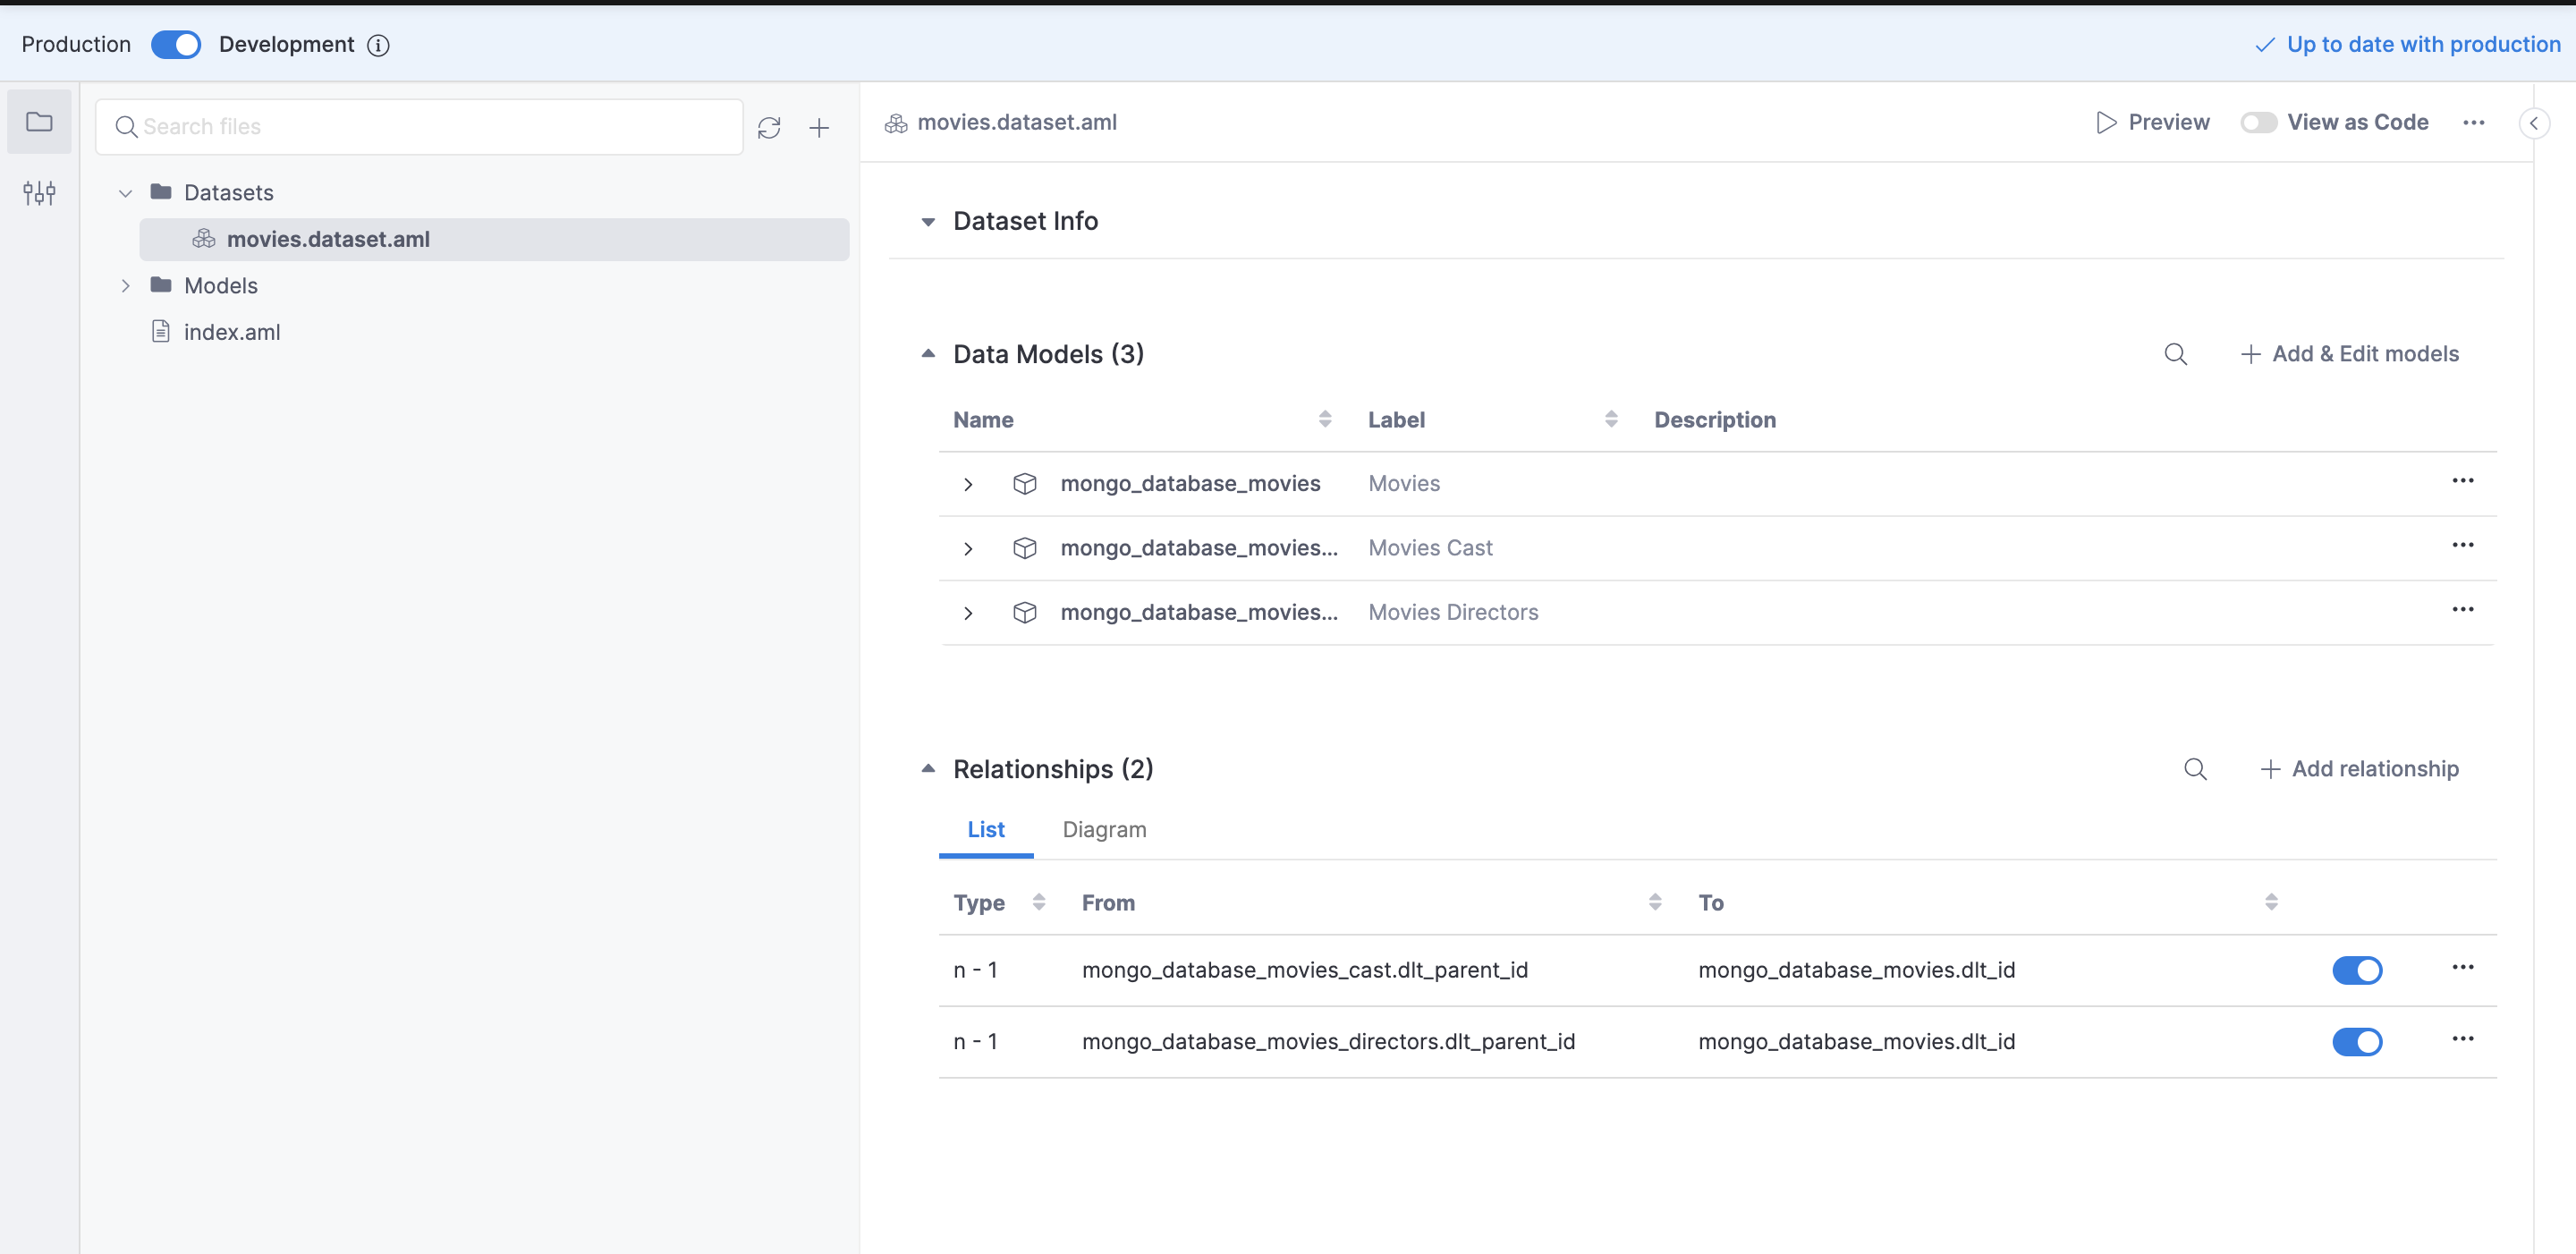 Production Development Up to date with production
Search files
Datasets
movies.dataset.aml
Models
index.aml
movies.dataset.aml Preview View as Code
Dataset Info
Data Models (3) Add & Edit models
Name Label Description
mongo_database_movies Movies
mongo_database_movies... Movies Cast
mongo_database_movies... Movies Directors
Relationships (2) Add relationship
List Diagram
Type From To
n - 1 mongo_database_movies_cast.dlt_parent_id mongo_database_movies.dlt_id
n - 1 mongo_database_movies_directors.dlt_parent_id mongo_database_movies.dlt_id